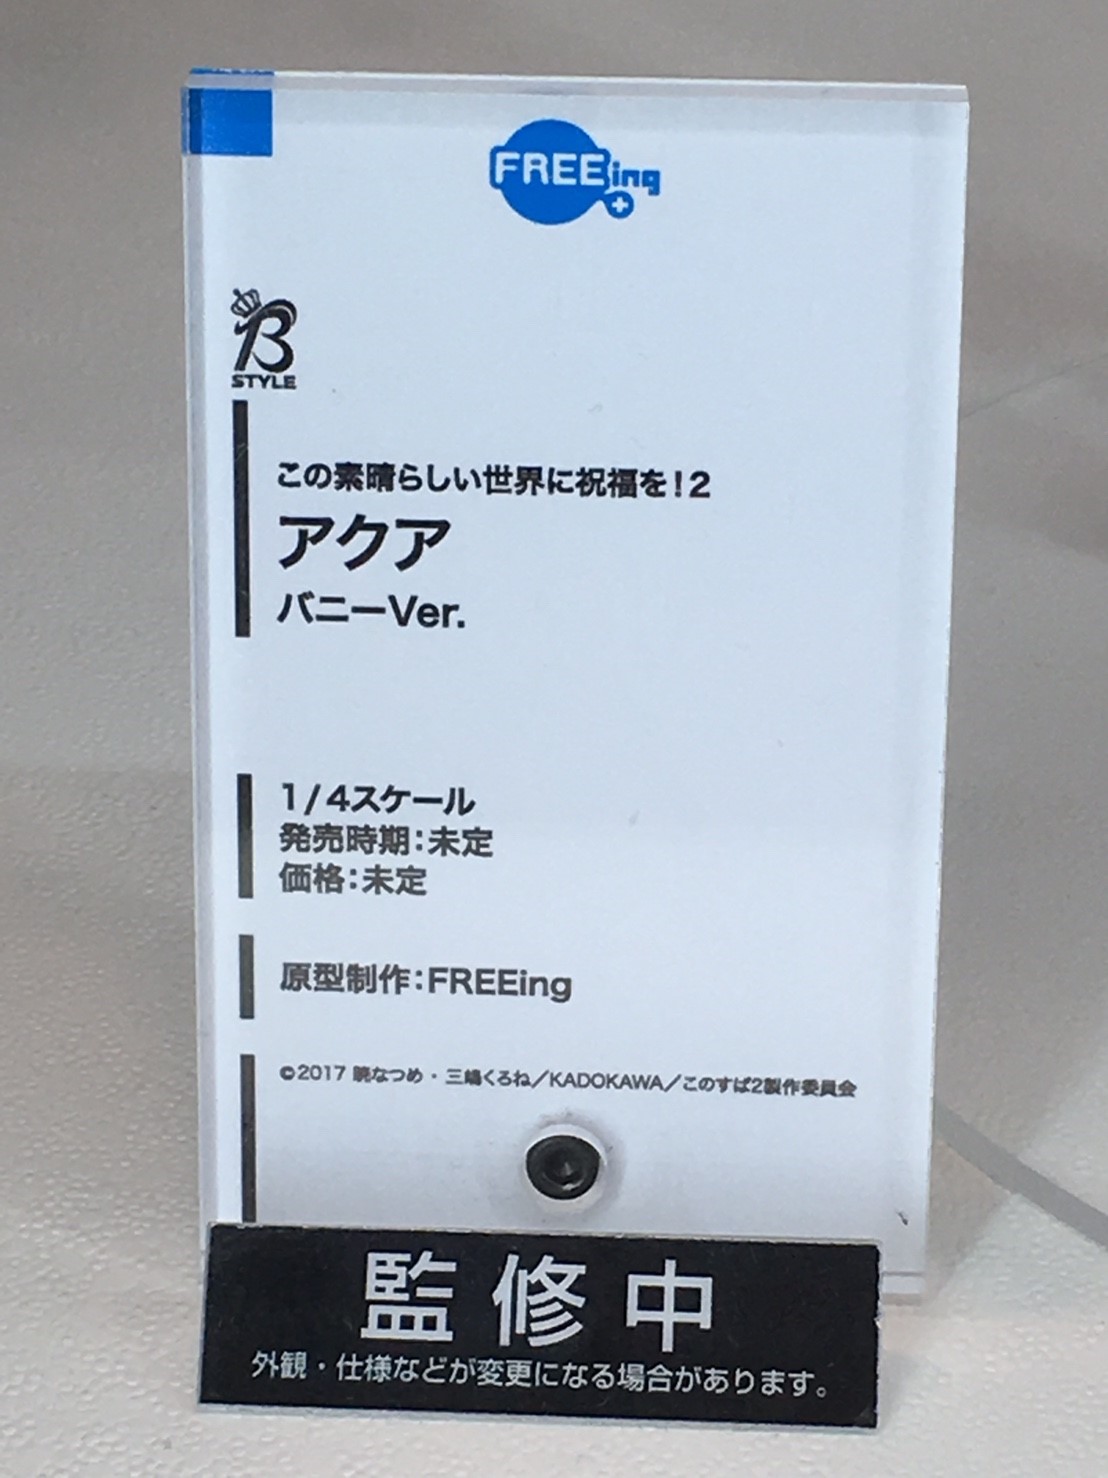 FREEing
B
STYLE
この素晴らしい世界に祝福を!2
アクア
バニーVer.
1/4スケール
発売時期:未定
価格:未定
原型制作:FREEing
©2017 暁なつめ・三嶋くろね/KADOKAWA/このすば2製作委員会
監修中
外観・仕様などが変更になる場合があります。